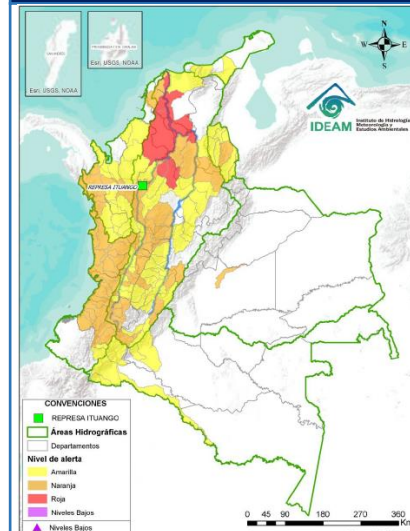 Esri, USGS, NOAA
Esri, USGS, NOAA
N
W
E
S
IDEAM
Instituto de Hidrología,
Meteorología y
Estudios Ambientales
REPRESA ITUANGO
CONVENCIONES
REPRESA ITUANGO
Áreas Hidrográficas
Departamentos
Nivel de alerta
Amarilla
Naranja
Roja
Niveles Bajos
Niveles Bajos
0 45 90 180 270 360
Km